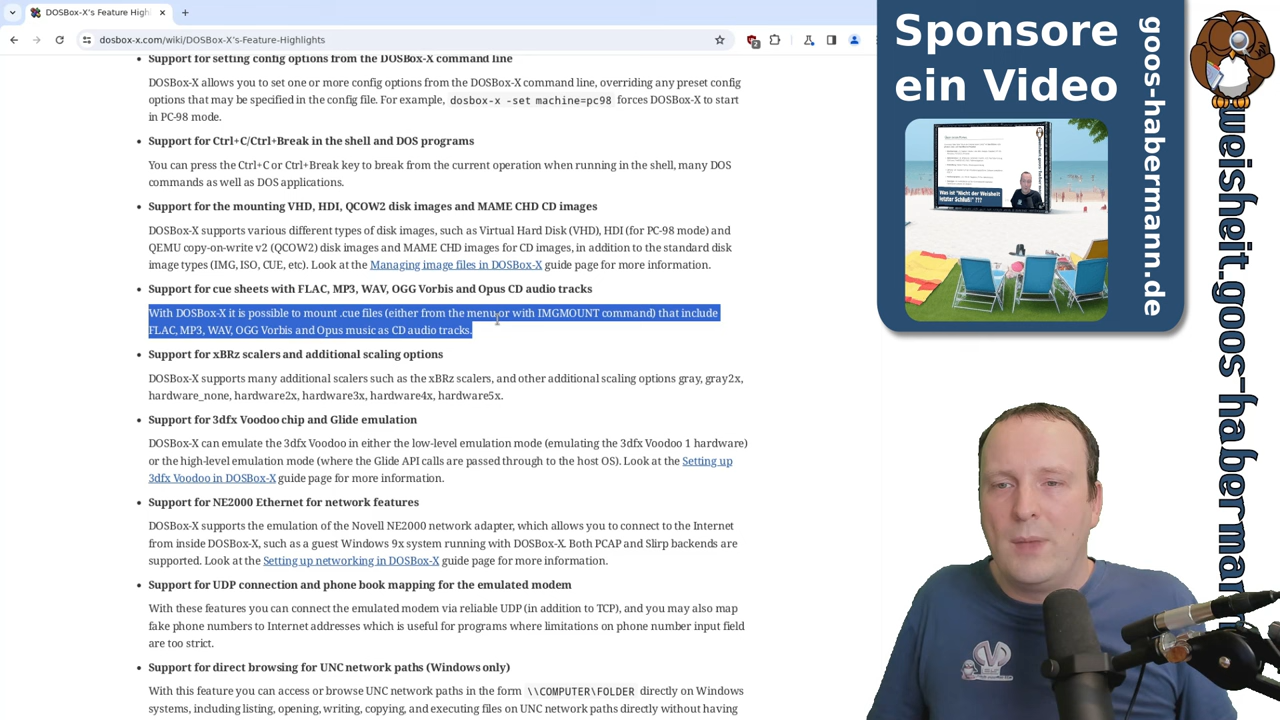 DOSBox-X's Feature High
dosbox-x.com/wiki/DOSBox-X's-Feature-Highlights
2
Support for setting config options from the DOSBox-X command line
DOSBox-X allows you to set one or more config options from the DOSBox-X command line, overriding any preset config
options that may be specified in the config file. For example, dosbox-x -set machine=pc98 forces DOSBox-X to start
in PC-98 mode.
Support for Ctrl+C/Break to work in the shell and DOS programs
You can press the Ctrl+C or Break key to break the current operation when running the shell, internal DOS
commands as well as DOS applications.
Support for the use of VHD, HDI, QCOW2 disk images and MAME CHD CD images
DOSBox-X supports various different types of disk images, such as Virtual Hard Disk (VHD), HDI (for PC-98 mode) and
QEMU copy-on-write v2 (QCOW2) disk images and MAME CHD images for CD images, in addition to the standard disk
image types (IMG, ISO, CUE, etc). Look at the Managing image files in DOSBox-X guide page for more information.
Support for cue sheets with FLAC, MP3, WAV, OGG Vorbis and Opus CD audio tracks
With DOSBox-X it is possible to mount .cue files (either from the menu or with IMGMOUNT command) that include
FLAC, MP3, WAV, OGG Vorbis and Opus music as CD audio tracks.
Support for xBRz scalers and additional scaling options
DOSBox-X supports many additional scalers such as the xBRz scalers, and other additional scaling options gray, gray2x,
hardware_none, hardware2x, hardware3x, hardware4x, hardware5x.
Support for 3dfx Voodoo chip and Glide emulation
DOSBox-X can emulate the 3dfx Voodoo in either the low-level emulation mode (emulating the 3dfx Voodoo 1 hardware)
or the high-level emulation mode (where the Glide API calls are passed through to the host OS). Look at the Setting up
3dfx Voodoo in DOSBox-X guide page for more information.
Support for NE2000 Ethernet for network features
DOSBox-X supports the emulation of the Novell NE2000 network adapter, which allows you to connect to the Internet
from inside DOSBox-X, such as a guest Windows 9x system running with DOSBox-X. Both PCAP and Slirp backends are
supported. Look at the Setting up networking in DOSBox-X guide page for more information.
Support for UDP connection and phone book mapping for the emulated modem
With these features you can connect the emulated modem via reliable UDP (in addition to TCP), and you may also map
fake phone numbers to Internet addresses which is useful for programs where limitations on phone number input field
are too strict.
Support for direct browsing for UNC network paths (Windows only)
With this feature you can mount or browse UNC network paths in the form \\COMPUTER\FOLDER directly on Windows
systems, including listing, opening, writing, copying, and executing files on UNC network paths directly without having
Sponsore
ein Video
Was ist "Nicht der Weisheit
letzter Schluß" ???
goos-habermann.de
weisheit.goos-habermann